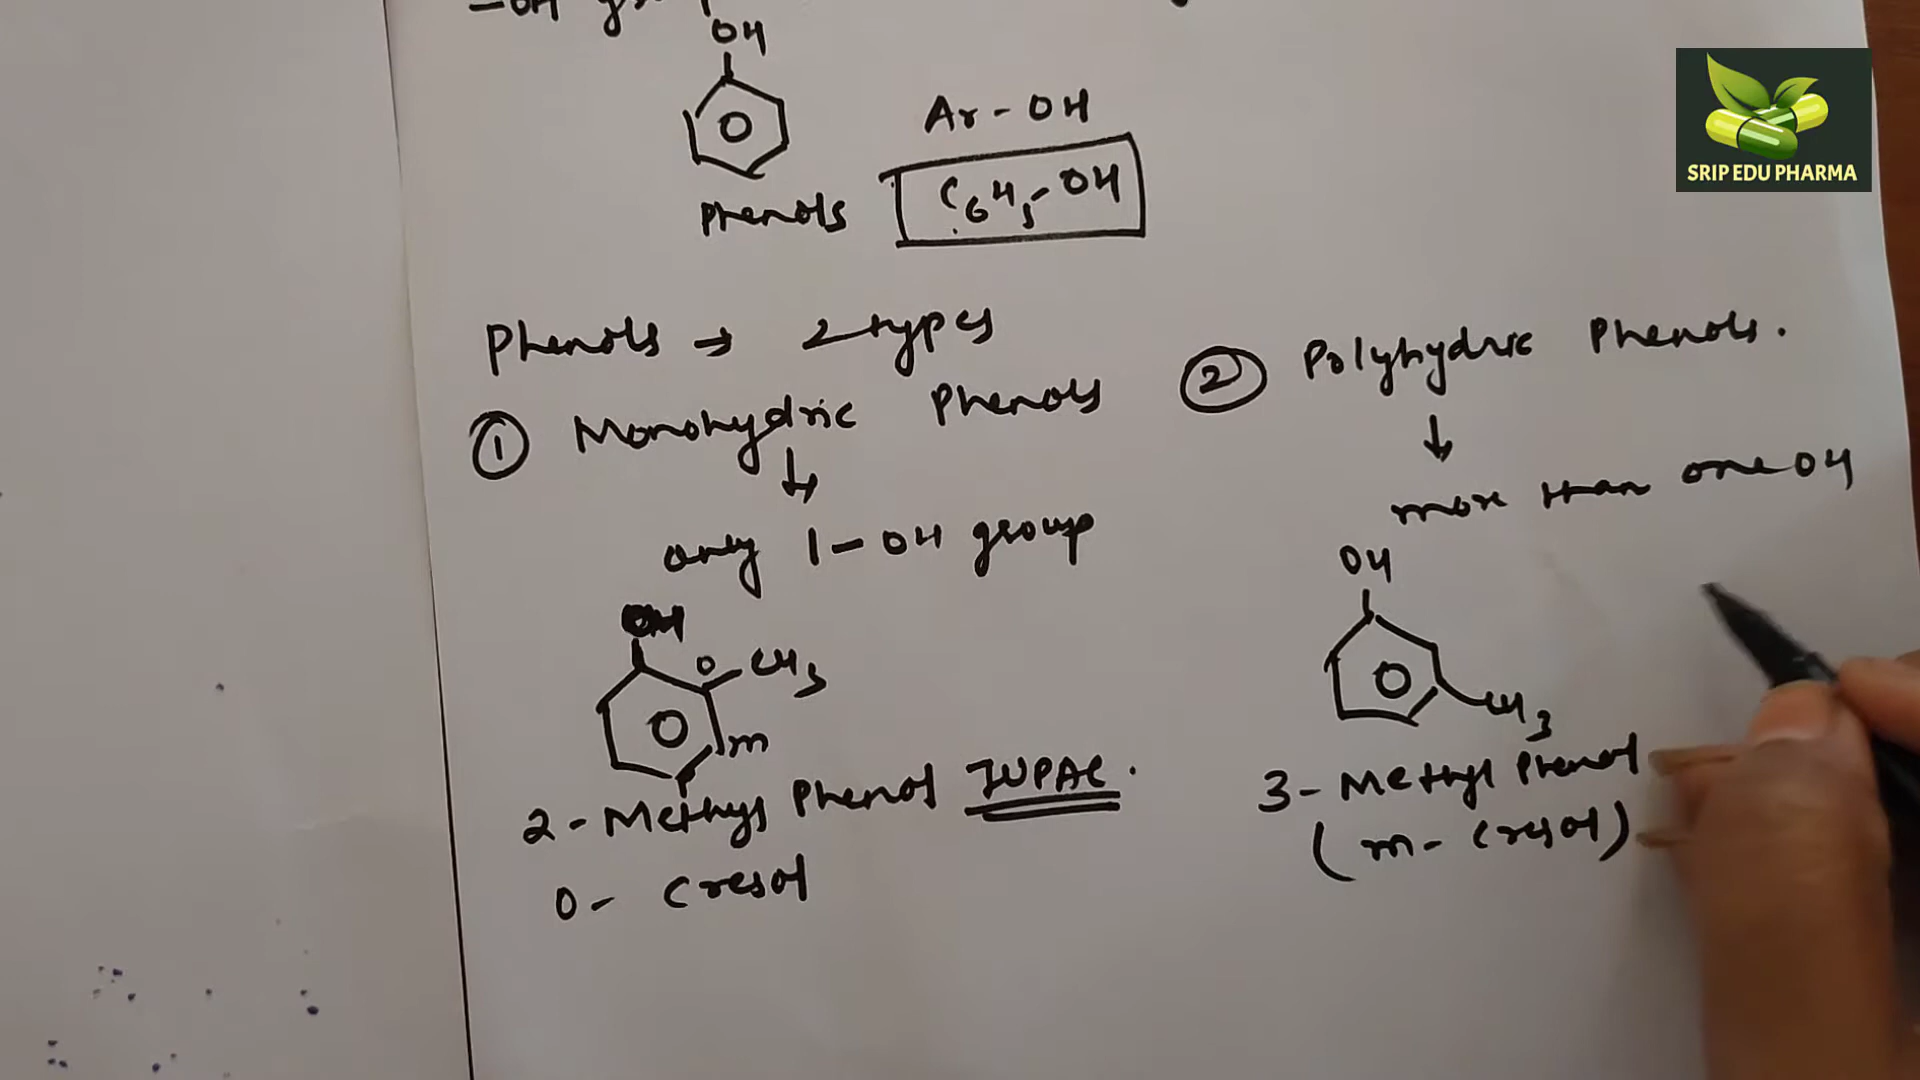 -OH
OH
Ar-OH
C6H5-OH
Phenols
SRIP EDU PHARMA
Phenols → 2 types
① Monohydric Phenols
↓
only 1-OH group
OH
o CH3
m
p
2-Methyl Phenol IUPAC.
o- Cresol
② Polyhydric Phenols.
↓
more than one OH
OH
CH3
3-Methyl Phenol
(m-Cresol)